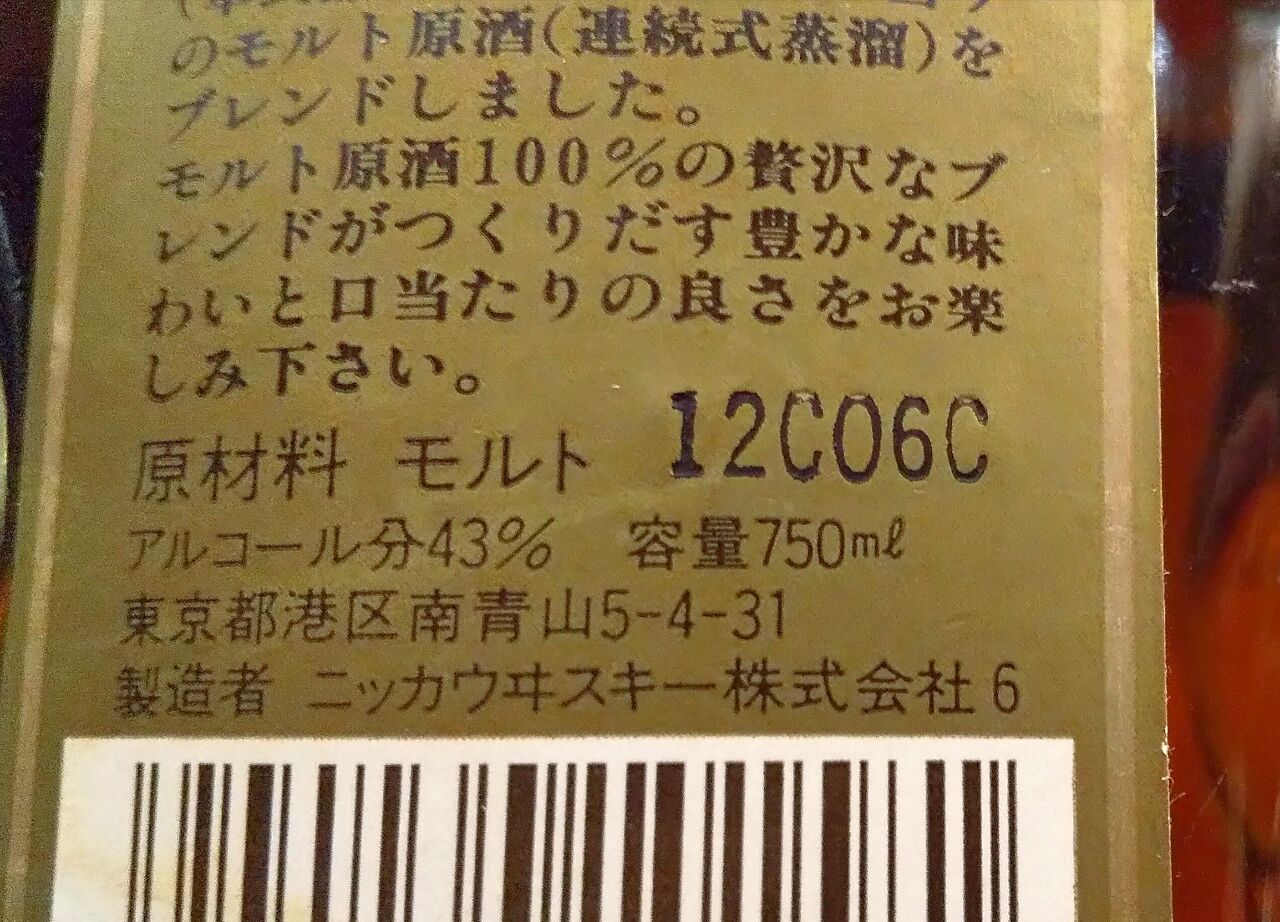 のモルト原酒(連続式蒸溜)を
ブレンドしました。
モルト原酒100%の贅沢なブ
レンドがつくりだす豊かな味
わいと口当たりの良さをお楽
しみ下さい。
原材料 モルト 12C06C
アルコール分43% 容量750mℓ
東京都港区南青山5-4-31
製造者 ニッカウヰスキー株式会社 6